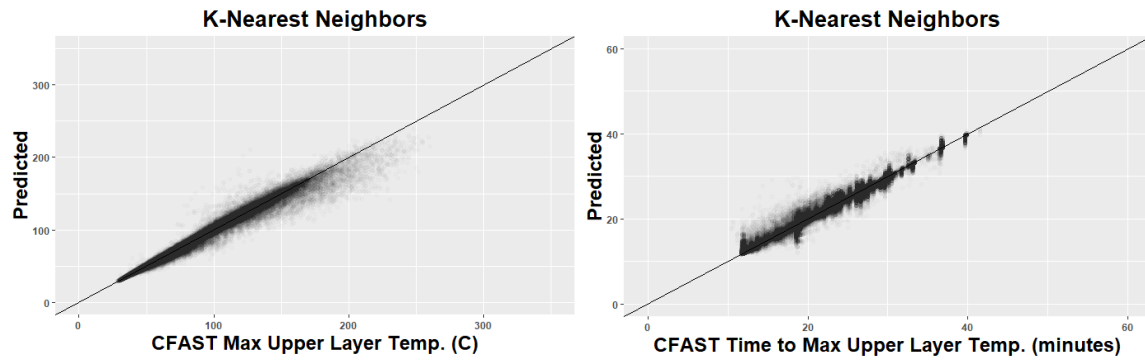 K-Nearest Neighbors
300
200
100
0
Predicted
0
100
200
300
CFAST Max Upper Layer Temp. (C)
K-Nearest Neighbors
60
40
20
0
Predicted
0
20
40
60
CFAST Time to Max Upper Layer Temp. (minutes)